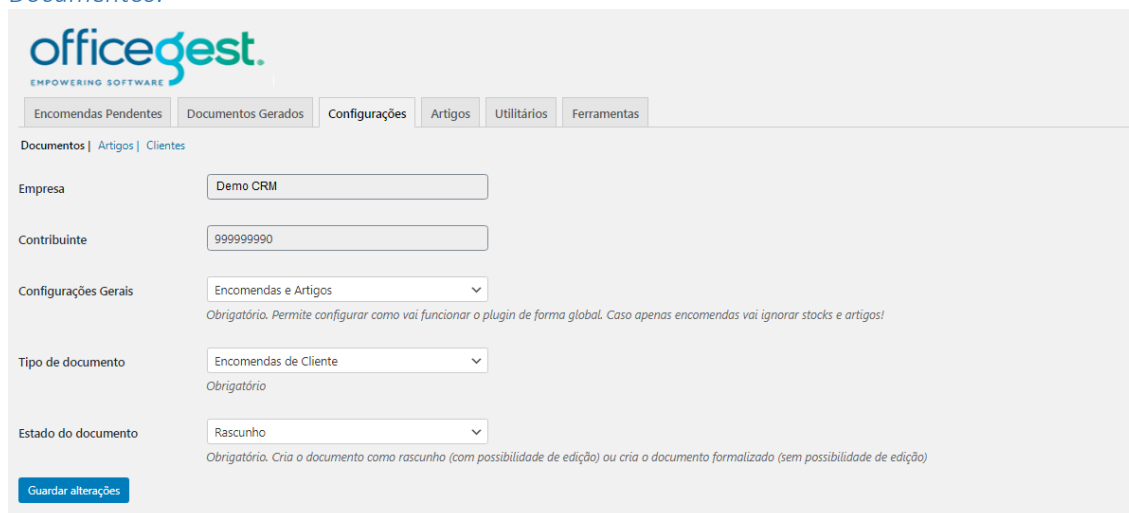 Documentos:
officegest.
EMPOWERING SOFTWARE
Encomendas Pendentes Documentos Gerados Configurações Artigos Utilitários Ferramentas
Documentos | Artigos | Clientes
Empresa Demo CRM
Contribuinte 999999990
Configurações Gerais Encomendas e Artigos
Obrigatório. Permite configurar como vai funcionar o plugin de forma global. Caso apenas encomendas vai ignorar stocks e artigos!
Tipo de documento Encomendas de Cliente
Obrigatório
Estado do documento Rascunho
Obrigatório. Cria o documento como rascunho (com possibilidade de edição) ou cria o documento formalizado (sem possibilidade de edição)
Guardar alterações